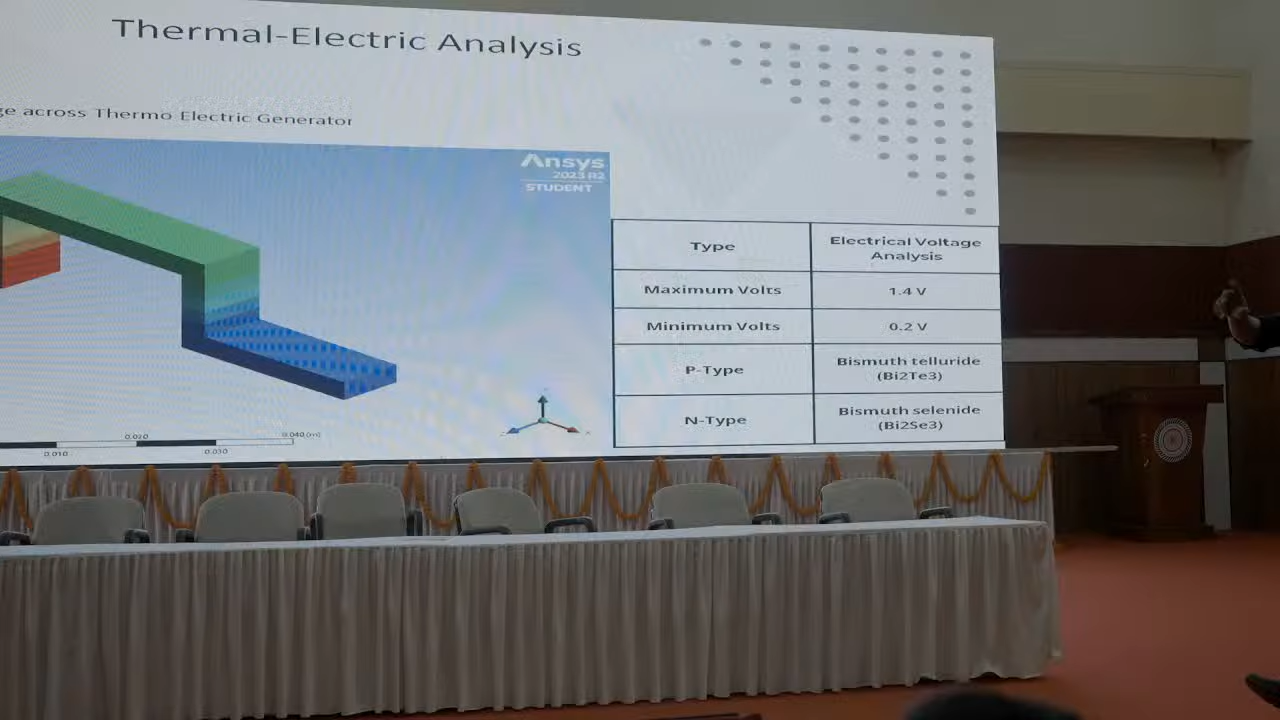 Thermal-Electric Analysis
ge across Thermo Electric Generator
Ansys
2023 R2
STUDENT
Type
Electrical Voltage
Analysis
Maximum Volts
1.4 V
Minimum Volts
0.2 V
P-Type
Bismuth telluride
(Bi2Te3)
N-Type
Bismuth selenide
(Bi2Se3)
0.020
0.040 (m)
0.010
0.030